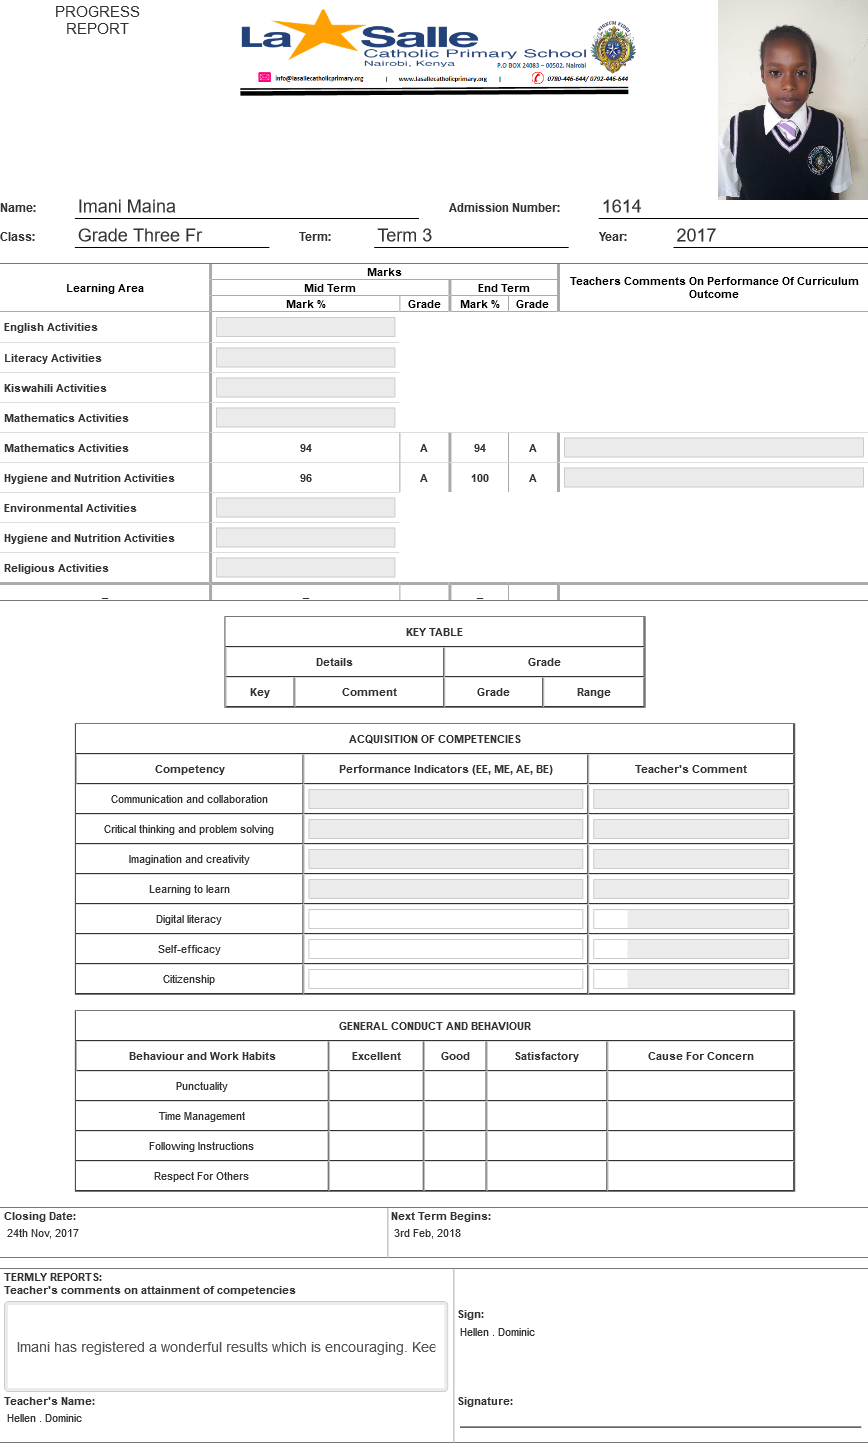 PROGRESS
REPORT
La Salle
Catholic Primary School
Nairobi, Kenya
P.O BOX 24083 – 00502, Nairobi
info@lasallecatholicprimary.org | www.lasallecatholicprimary.org | 0780-446-644/ 0792-446-644
Name: Imani Maina Admission Number: 1614
Class: Grade Three Fr Term: Term 3 Year: 2017
Learning Area Marks Teachers Comments On Performance Of Curriculum Outcome
Mid Term End Term
Mark % Grade Mark % Grade
English Activities
Literacy Activities
Kiswahili Activities
Mathematics Activities
Mathematics Activities 94 A 94 A
Hygiene and Nutrition Activities 96 A 100 A
Environmental Activities
Hygiene and Nutrition Activities
Religious Activities
_ _ _
KEY TABLE
Details Grade
Key Comment Grade Range
ACQUISITION OF COMPETENCIES
Competency Performance Indicators (EE, ME, AE, BE) Teacher's Comment
Communication and collaboration
Critical thinking and problem solving
Imagination and creativity
Learning to learn
Digital literacy
Self-efficacy
Citizenship
GENERAL CONDUCT AND BEHAVIOUR
Behaviour and Work Habits Excellent Good Satisfactory Cause For Concern
Punctuality
Time Management
Following Instructions
Respect For Others
Closing Date: Next Term Begins:
24th Nov, 2017 3rd Feb, 2018
TERMLY REPORTS:
Teacher's comments on attainment of competencies
Imani has registered a wonderful results which is encouraging. Kee
Sign:
Hellen . Dominic
Teacher's Name: Signature:
Hellen . Dominic